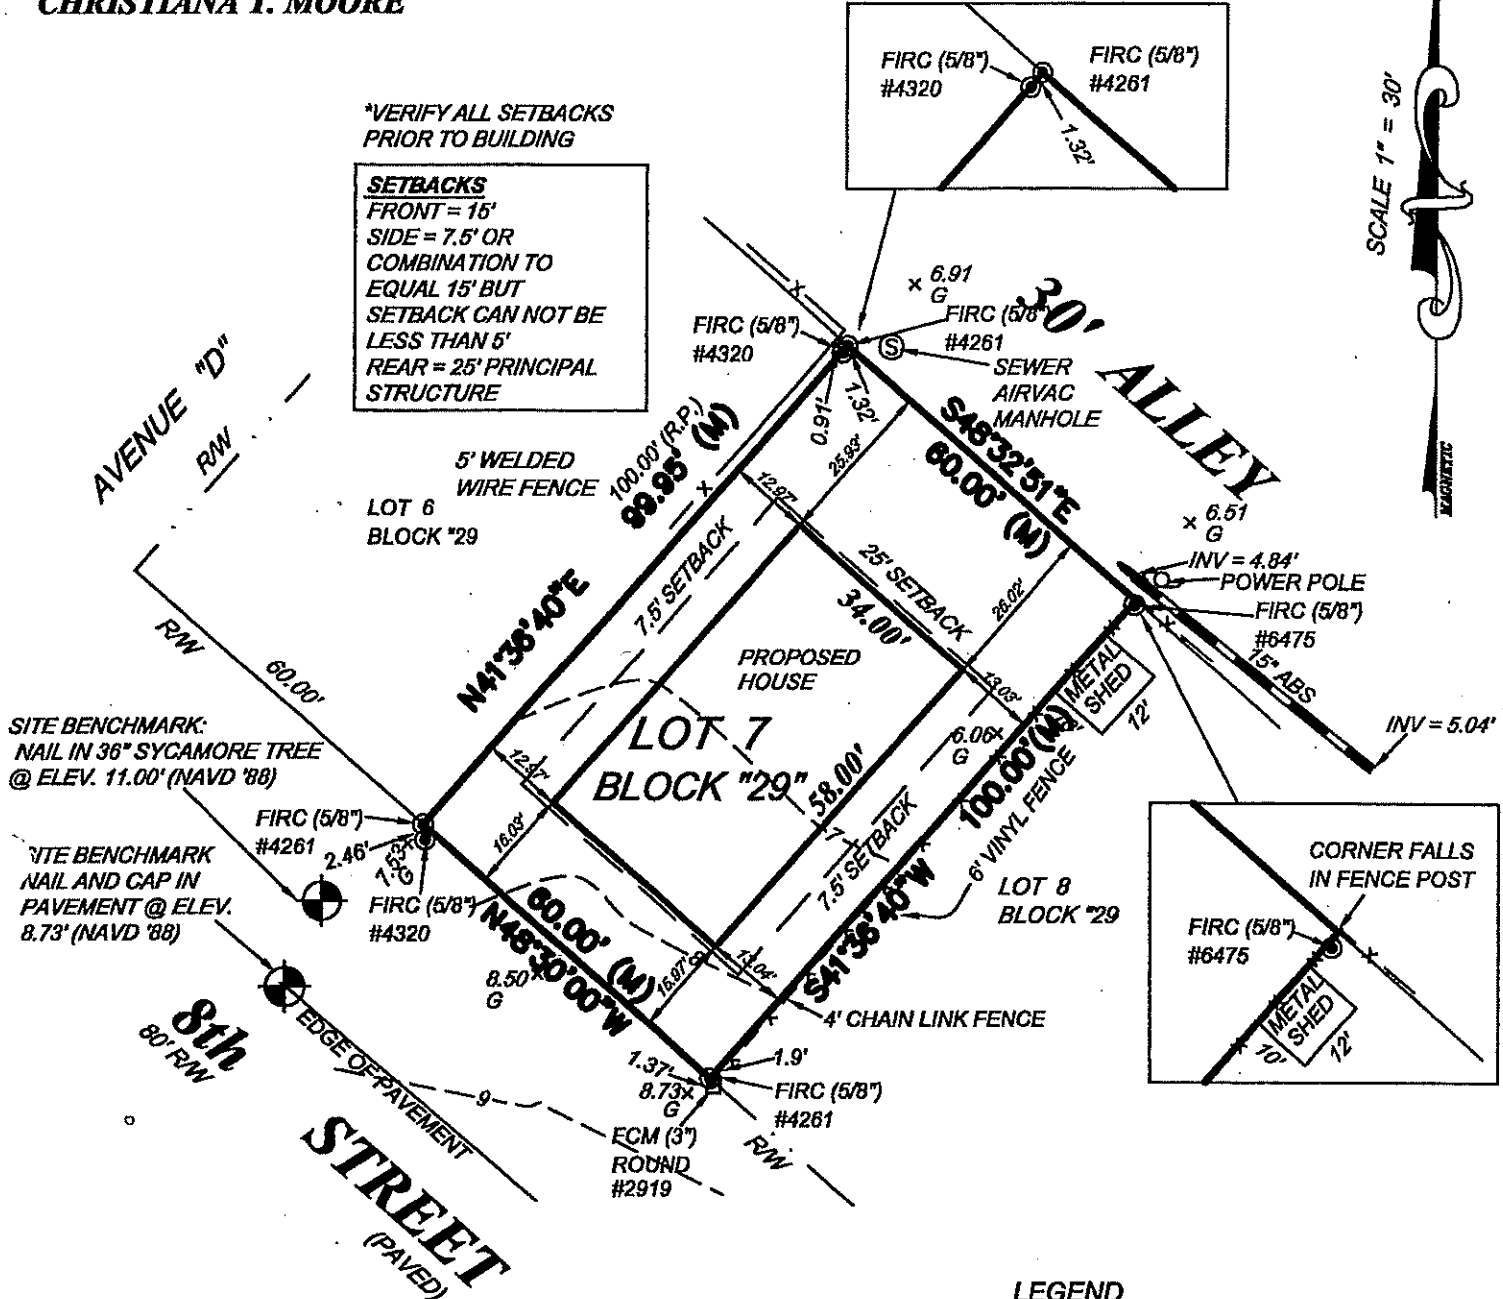 CHRISTIANA T. MOORE
*VERIFY ALL SETBACKS
PRIOR TO BUILDING
SETBACKS
FRONT = 15'
SIDE = 7.5' OR
COMBINATION TO
EQUAL 15' BUT
SETBACK CAN NOT BE
LESS THAN 5'
REAR = 25' PRINCIPAL
STRUCTURE
FIRC (5/8")
#4320
FIRC (5/8")
#4261
1.32'
SCALE 1" = 30'
MAGNETIC
AVENUE "D"
R/W
R/W
60.00'
5' WELDED
WIRE FENCE
LOT 6
BLOCK "29
FIRC (5/8")
#4320
FIRC (5/8"
#4261
6.91
G
30' ALLEY
S
SEWER
AIRVAC
MANHOLE
0.91'
1.32'
100.00' (R.P.)
99.95' (M)
N41°36'40"E
S48°32'51"E
60.00' (M)
25.93'
12.97'
7.5' SETBACK
25' SETBACK
34.00'
26.02'
13.03'
PROPOSED
HOUSE
LOT 7
BLOCK "29"
58.00'
7
7.5' SETBACK
6.06
G
100.00' (M)
S41°36'40"W
6' VINYL FENCE
METAL
SHED
12'
6.51
G
INV = 4.84'
POWER POLE
FIRC (5/8")
#6475
15" ABS
INV = 5.04'
SITE BENCHMARK:
NAIL IN 36" SYCAMORE TREE
@ ELEV. 11.00' (NAVD '88)
SITE BENCHMARK
NAIL AND CAP IN
PAVEMENT @ ELEV.
8.73' (NAVD '88)
FIRC (5/8")
#4261
2.46'
7.53
G
FIRC (5/8")
#4320
16.03'
60.00' (M)
N48°30'00"W
16.97'
8
13.04'
8.50
G
LOT 8
BLOCK "29
4' CHAIN LINK FENCE
1.9'
1.37'
8.73
G
FIRC (5/8")
#4261
FCM (3")
ROUND
#2919
R/W
8th
80' R/W
EDGE OF PAVEMENT
9
STREET
(PAVED)
CORNER FALLS
IN FENCE POST
FIRC (5/8")
#6475
METAL
SHED
10'
12'
LEGEND